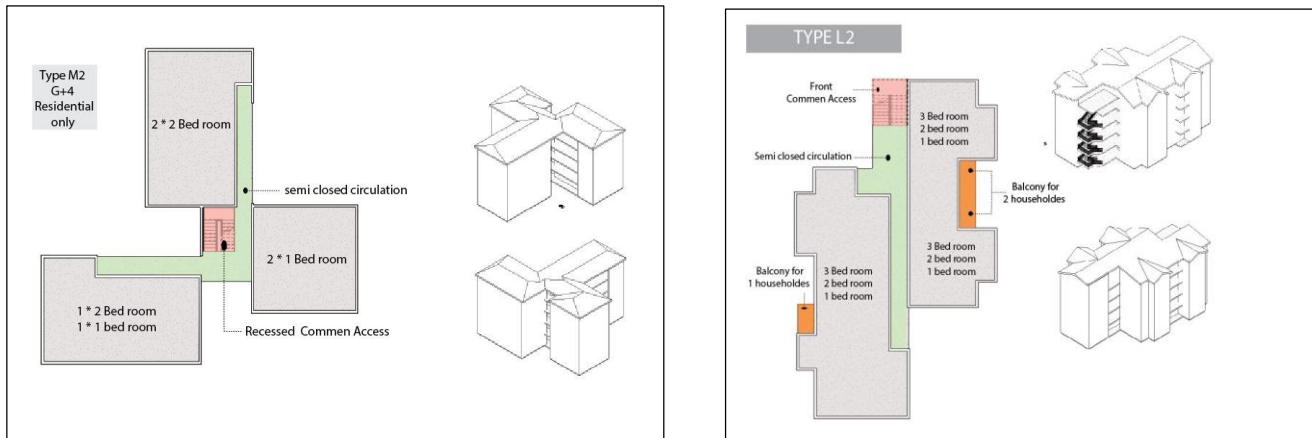 Type M2
G+4
Residential
only
2 * 2 Bed room
semi closed circulation
2 * 1 Bed room
1 * 2 Bed room
1 * 1 bed room
Recessed Commen Access
TYPE L2
Front
Commen Access
3 Bed room
2 bed room
1 bed room
Semi closed circulation
Balcony for
2 householdes
3 Bed room
2 bed room
1 bed room
Balcony for
1 householdes
3 Bed room
2 bed room
1 bed room